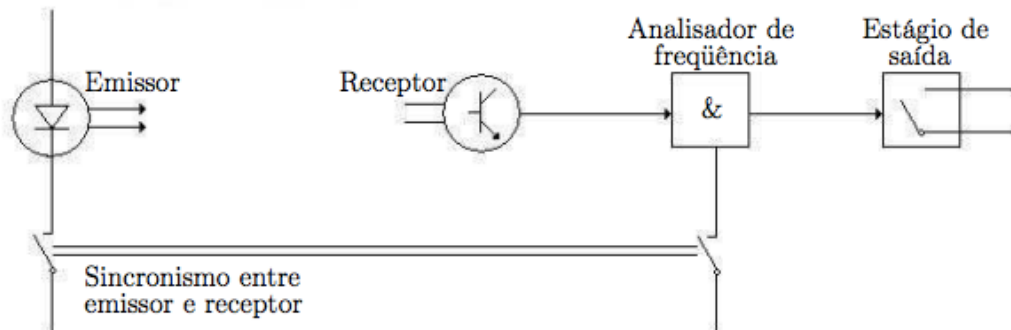 Emissor
Receptor
Analisador de
freqüência
Estágio de
saída
&
Sincronismo entre
emissor e receptor